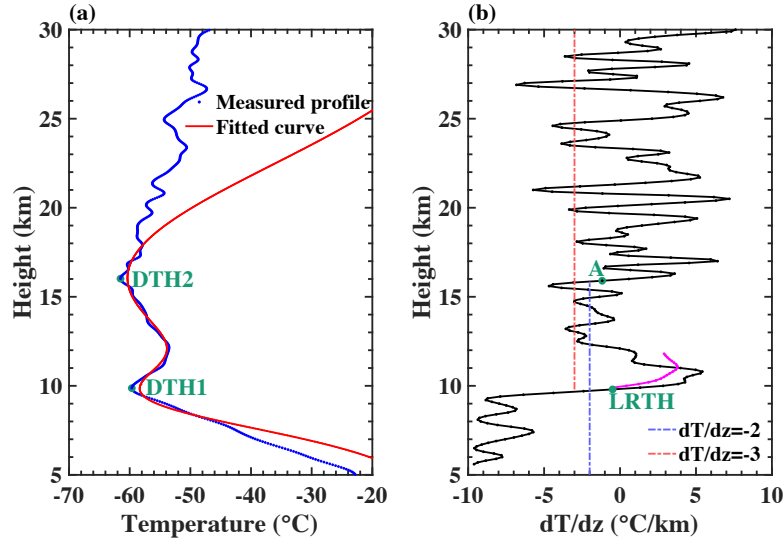 (a)
30
25
20
15
10
5
-70
-60
-50
-40
-30
-20
Height (km)
Temperature (°C)
Measured profile
Fitted curve
DTH2
DTH1
(b)
30
25
20
15
10
5
-10
-5
0
5
10
Height (km)
dT/dz (°C/km)
A
LRTH
dT/dz=-2
dT/dz=-3